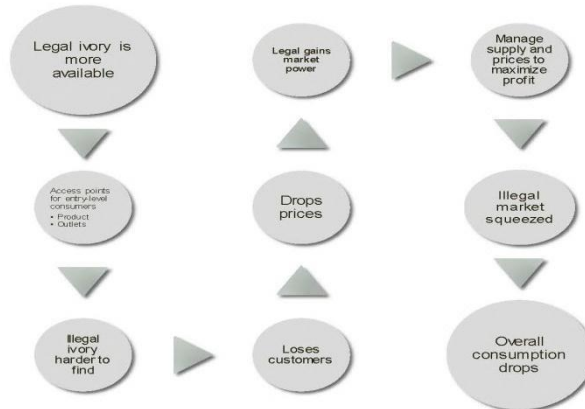 Legal ivory is
more
available
Access points
for entry-level
consumers
• Product
• Outlets
Illegal
ivory
harder to
find
Loses
customers
Drops
prices
Legal gains
market
power
Manage
supply and
prices to
maximize
profit
Illegal
market
squeezed
Overall
consumption
drops